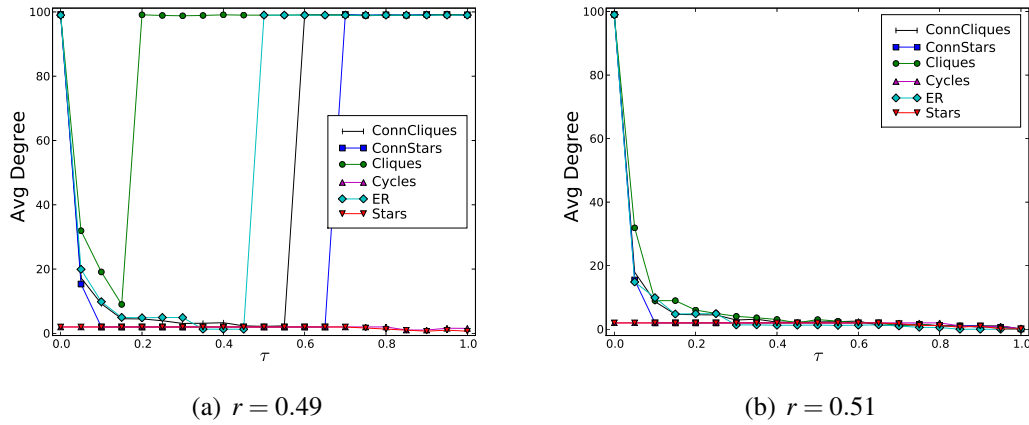 100
80
60
40
20
0
Avg Degree
0.0 0.2 0.4 0.6 0.8 1.0
τ
ConnCliques
ConnStars
Cliques
Cycles
ER
Stars
(a) r = 0.49
100
80
60
40
20
0
Avg Degree
0.0 0.2 0.4 0.6 0.8 1.0
τ
ConnCliques
ConnStars
Cliques
Cycles
ER
Stars
(b) r = 0.51